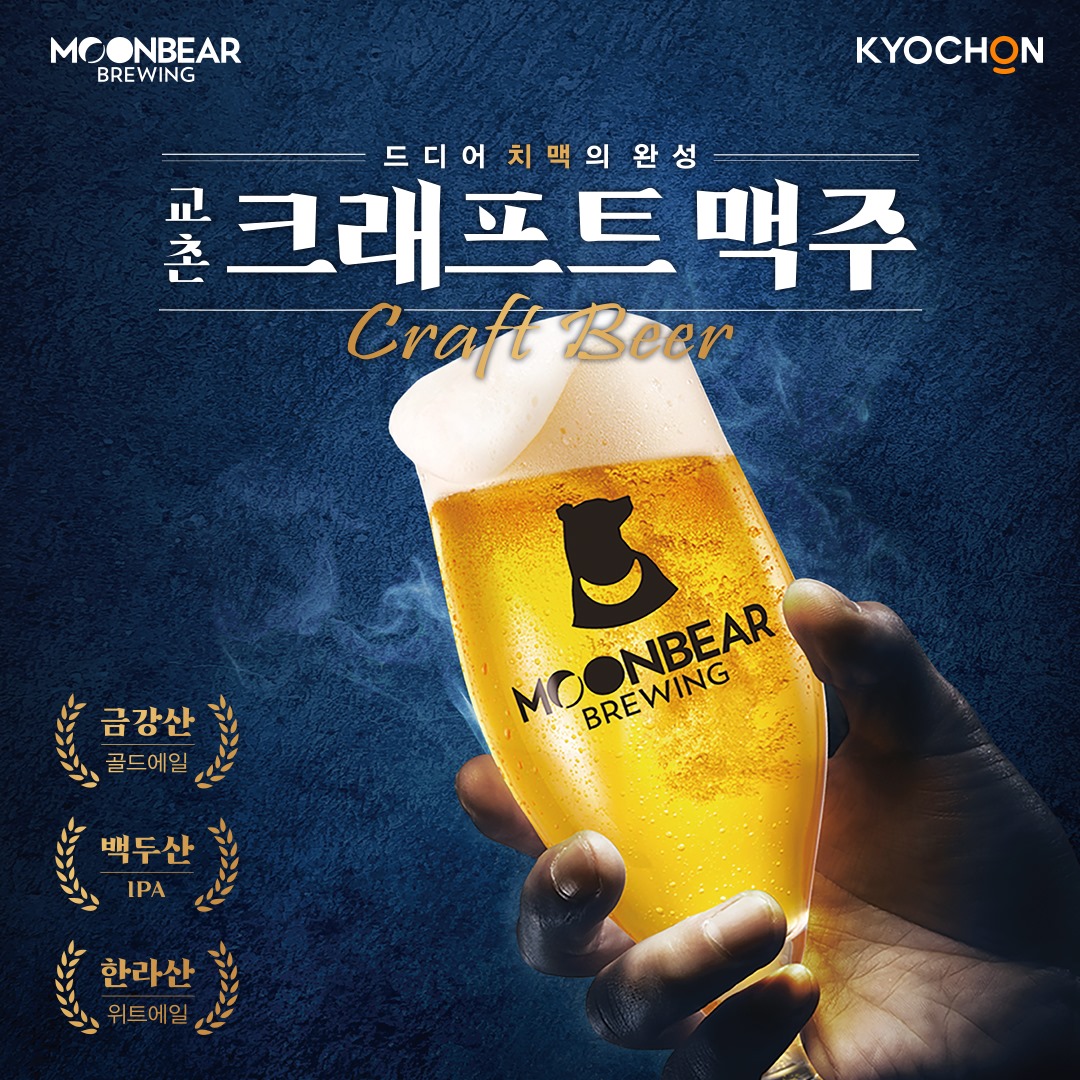 MOONBEAR
BREWING
KYOCHON
드디어 치맥의 완성
교촌 크래프트 맥주
Craft Beer
MOONBEAR
BREWING
금강산
골드에일
백두산
IPA
한라산
위트에일